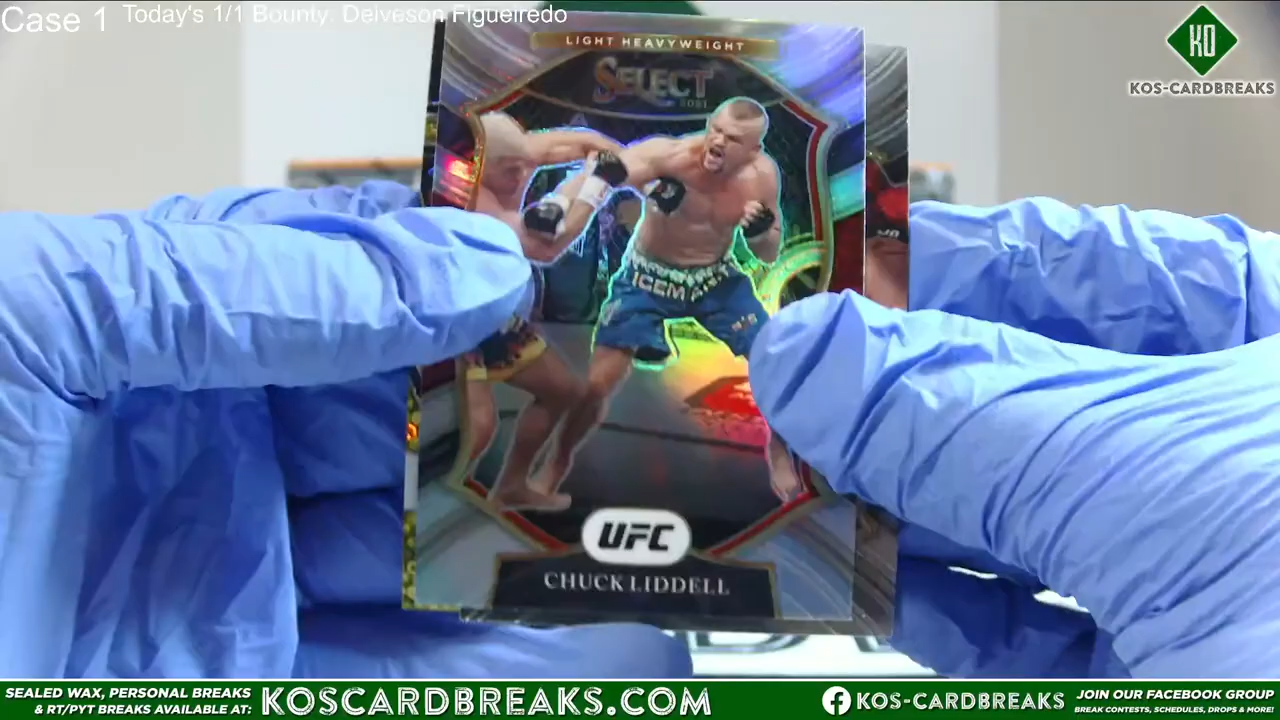 Case 1
Today's 1/1 Bounty: Deiveson Figueiredo
KO
KOS-CARDBREAKS
LIGHT HEAVYWEIGHT
SELECT
2021
ICEMAN
UFC
CHUCK LIDDELL
SEALED WAX, PERSONAL BREAKS
& RT/PYT BREAKS AVAILABLE AT:
KOSCARDBREAKS.COM
KOS-CARDBREAKS
JOIN OUR FACEBOOK GROUP
BREAK CONTESTS, SCHEDULES, DROPS & MORE!